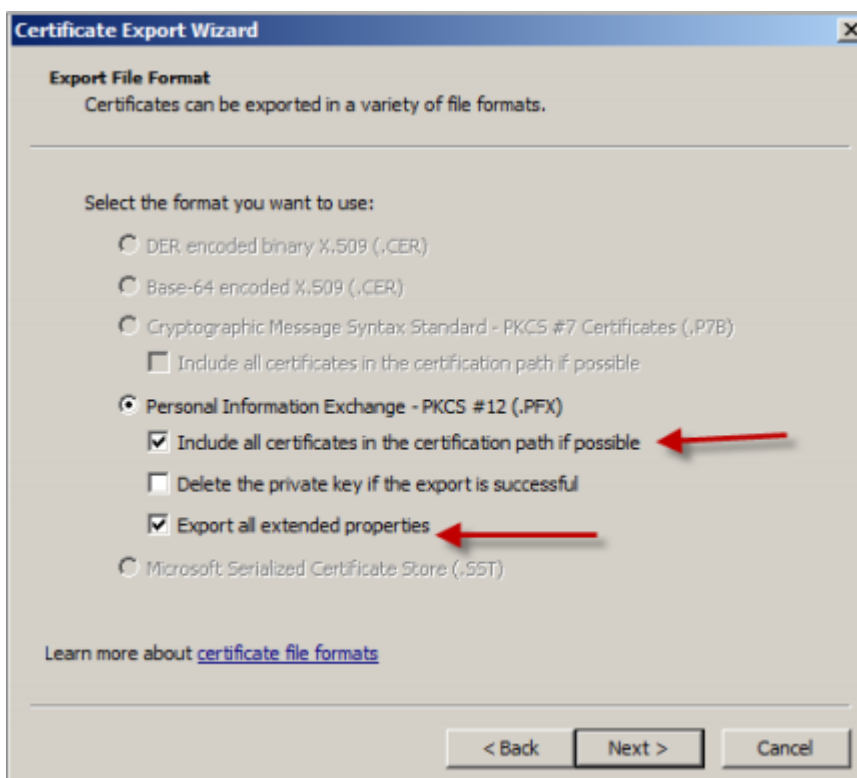 Certificate Export Wizard
Export File Format
Certificates can be exported in a variety of file formats.
Select the format you want to use:
DER encoded binary X.509 (.CER)
Base-64 encoded X.509 (.CER)
Cryptographic Message Syntax Standard - PKCS #7 Certificates (.P7B)
Include all certificates in the certification path if possible
Personal Information Exchange - PKCS #12 (.PFX)
Include all certificates in the certification path if possible
Delete the private key if the export is successful
Export all extended properties
Microsoft Serialized Certificate Store (.SST)
Learn more about certificate file formats
< Back Next > Cancel